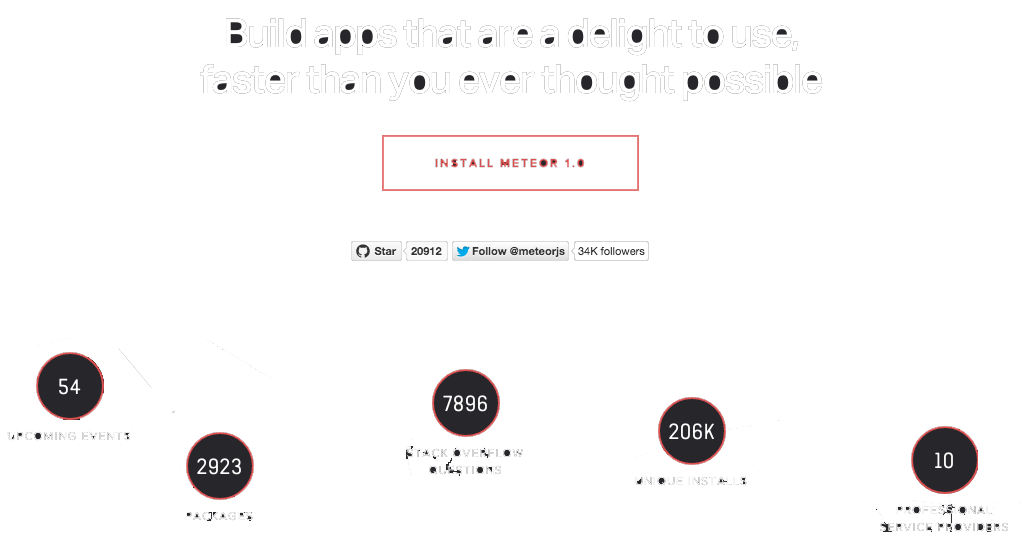 Build apps that are a delight to use,
faster than you ever thought possible
INSTALL METEOR 1.0
Star 20912 Follow @meteorjs 34K followers
54
UPCOMING EVENTS
2923
PACKAGES
7896
STACK OVERFLOW
QUESTIONS
206K
UNIQUE INSTALLS
10
PROFESSIONAL
SERVICE PROVIDERS